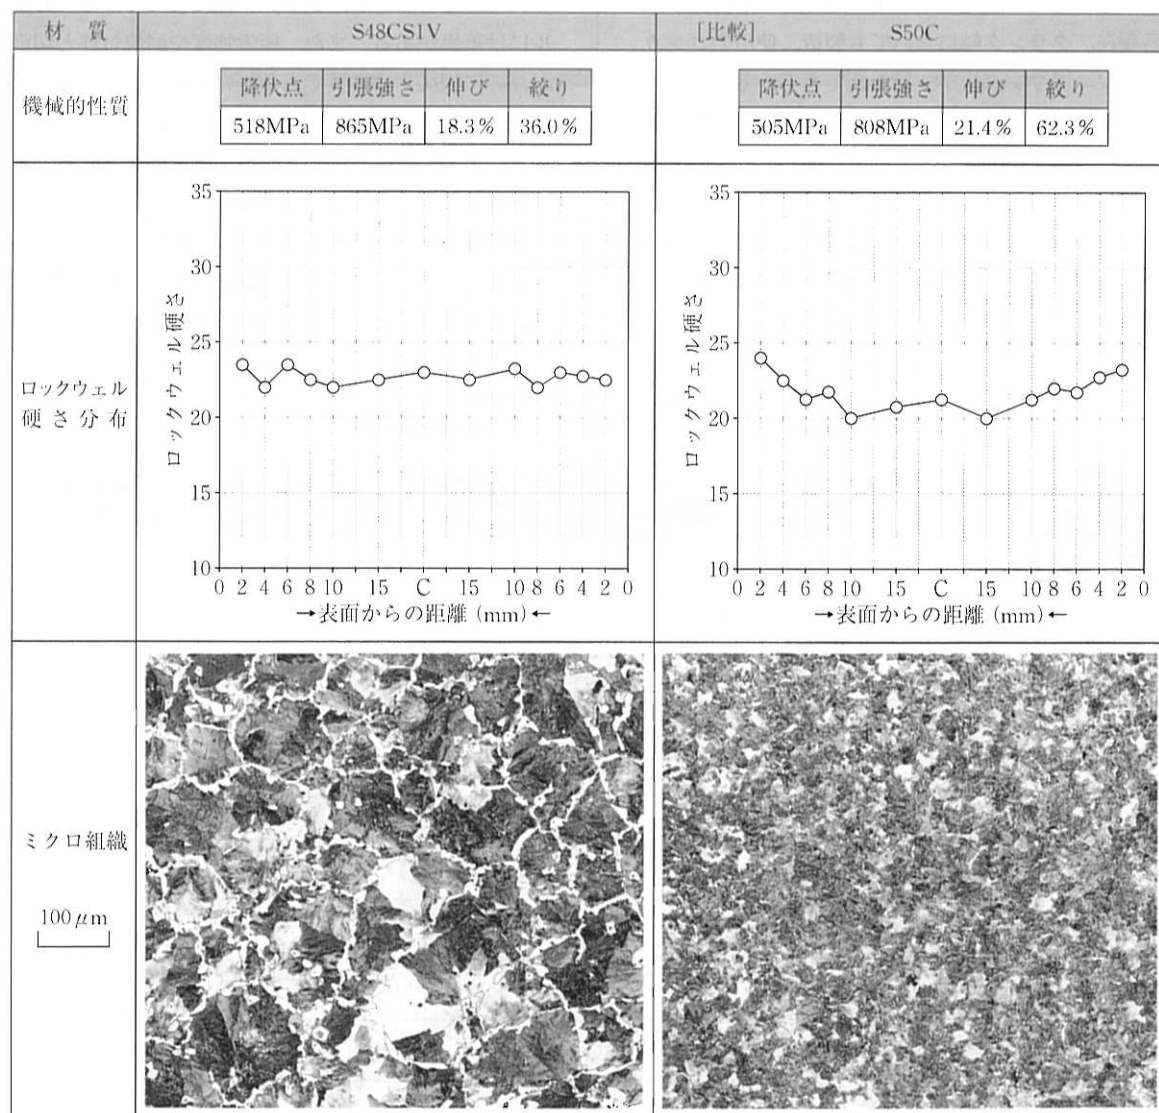 材 質 S48CS1V [比較] S50C
機械的性質
降伏点 引張強さ 伸び 絞り
518MPa 865MPa 18.3% 36.0%
降伏点 引張強さ 伸び 絞り
505MPa 808MPa 21.4% 62.3%
ロックウェル
硬さ分布
ロックウェル硬さ
35
30
25
20
15
10
0 2 4 6 8 10 15 C 15 10 8 6 4 2 0
→表面からの距離 (mm)←
ロックウェル硬さ
35
30
25
20
15
10
0 2 4 6 8 10 15 C 15 10 8 6 4 2 0
→表面からの距離 (mm)←
ミクロ組織
100μm